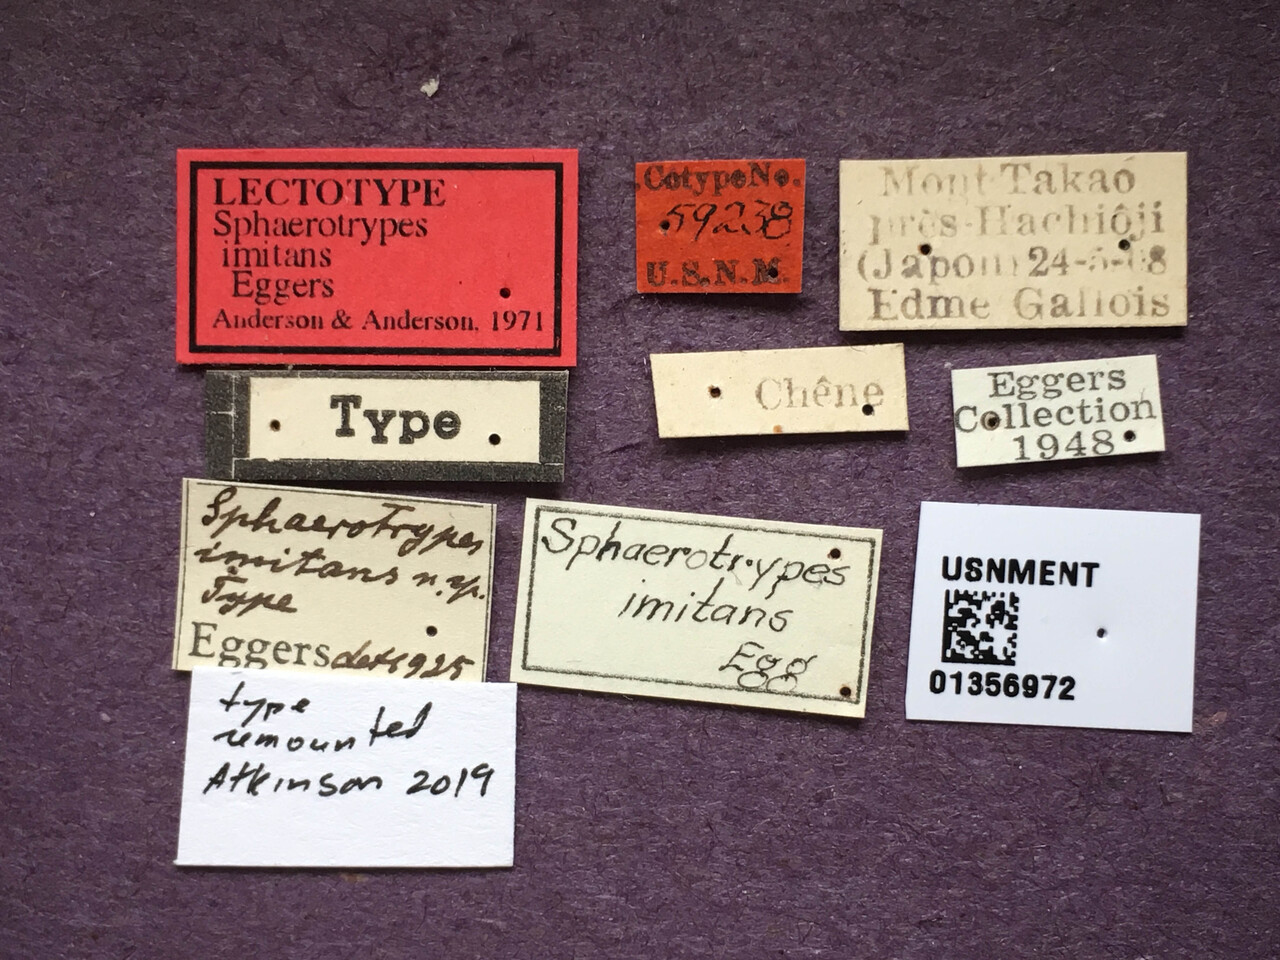 LECTOTYPE
Sphaerotrypes
imitans
Eggers
Anderson & Anderson, 1971
Cotype No.
59238
U.S.N.M.
Mont Takao
près Hachiôji
(Japon) 24-5-08
Edme Gallois
Type
Chêne
Eggers
Collection
1948
Sphaerotrypes
imitans n. sp.
Type
Eggers det 1925
Sphaerotrypes
imitans
Egg
USNMENT
01356972
type
remounted
Atkinson 2019